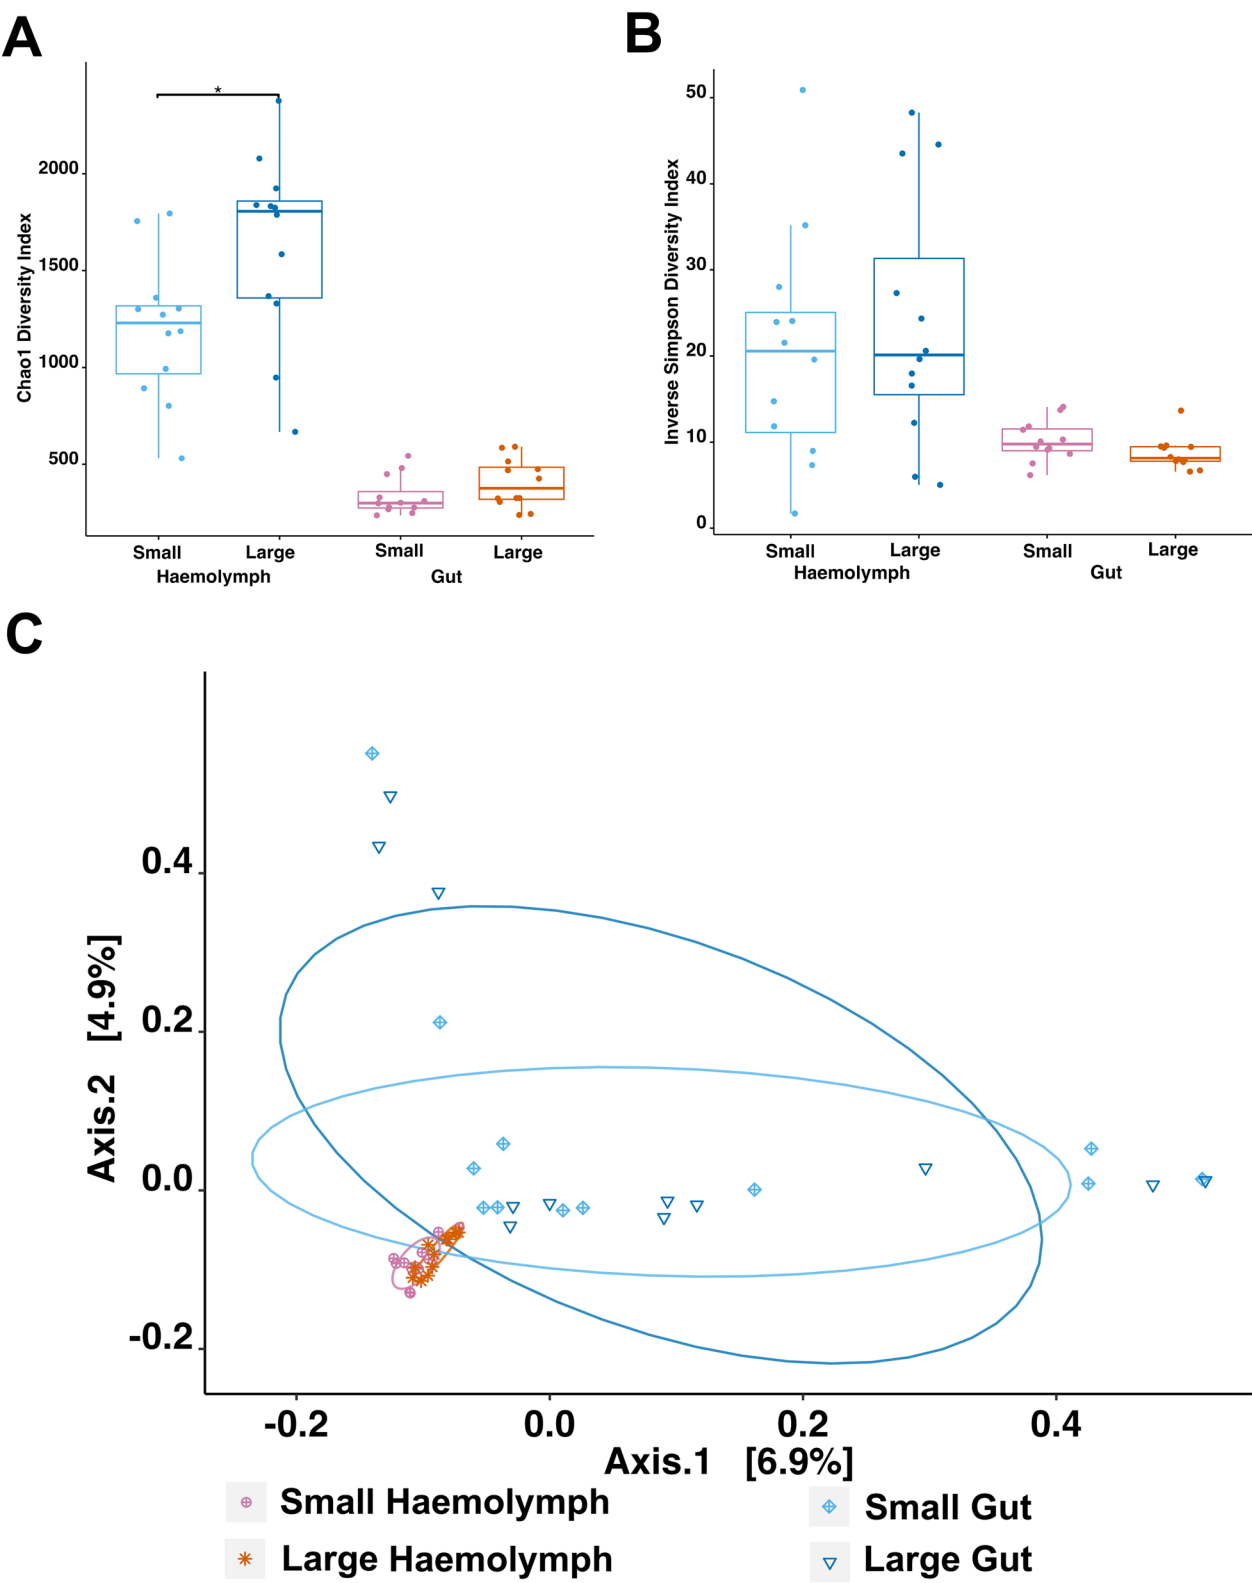 A
Chao1 Diversity Index
2000
1500
1000
500
*
Small Large Small Large
Haemolymph Gut
B
Inverse Simpson Diversity Index
50
40
30
20
10
0
Small Large Small Large
Haemolymph Gut
C
Axis.2 [4.9%]
0.4
0.2
0.0
-0.2
-0.2 0.0 0.2 0.4
Axis.1 [6.9%]
Small Haemolymph Small Gut
Large Haemolymph Large Gut